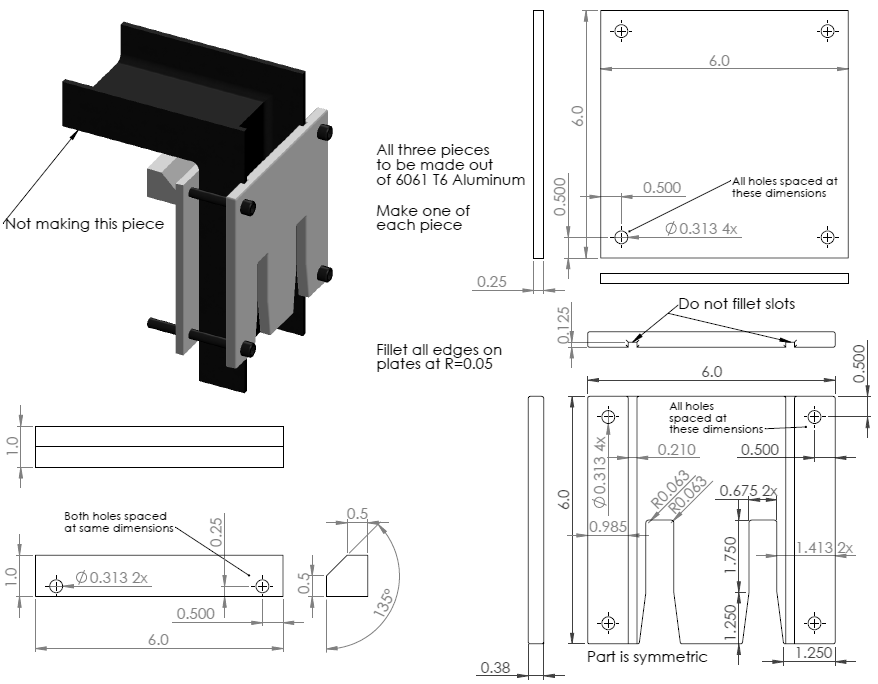 Not making this piece
All three pieces
to be made out
of 6061 T6 Aluminum
Make one of
each piece
Fillet all edges on
plates at R=0.05
6.0
6.0
0.500
0.500
All holes spaced at
these dimensions
Ø0.313 4x
0.25
Do not fillet slots
0.125
6.0
0.500
All holes
spaced at
these dimensions
Ø0.313 4x
0.210
0.500
R0.063
R0.063
0.675 2x
6.0
0.985
1.750
1.413 2x
1.250
1.250
Part is symmetric
0.38
1.0
Both holes spaced
at same dimensions
0.25
0.5
1.0
Ø0.313 2x
0.5
135°
0.500
6.0